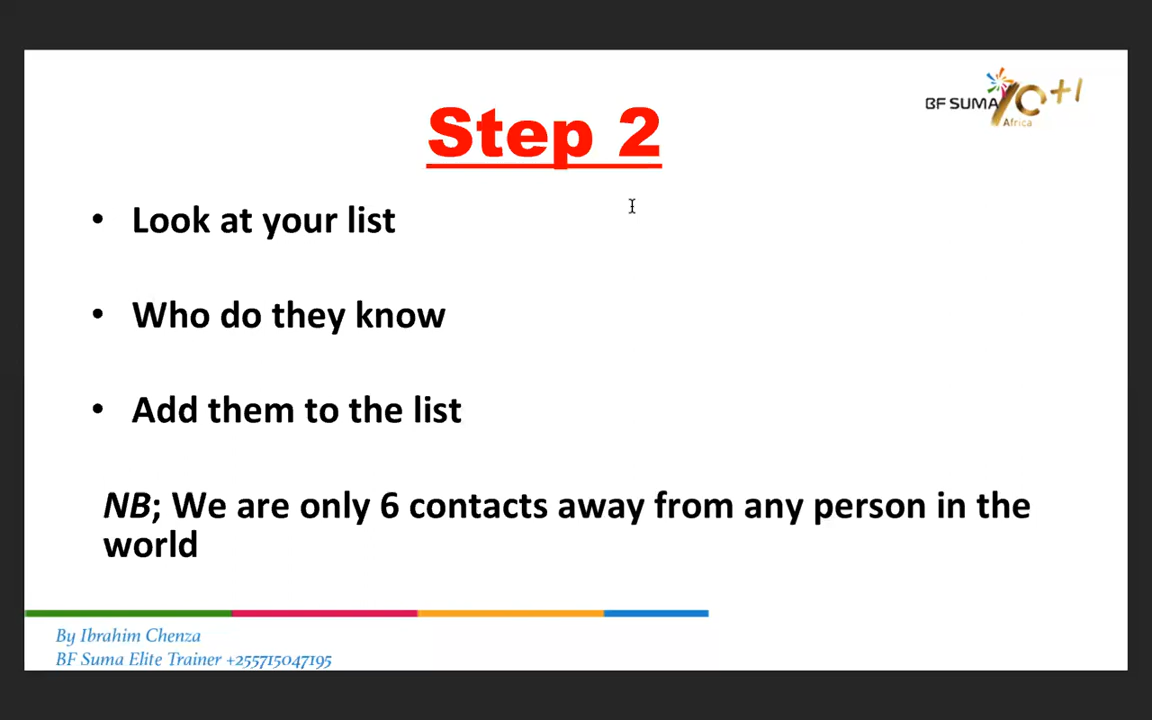 BF SUMA 10+1
Africa
Step 2
• Look at your list
• Who do they know
• Add them to the list
NB; We are only 6 contacts away from any person in the
world
By Ibrahim Chenza
BF Suma Elite Trainer +255715047195